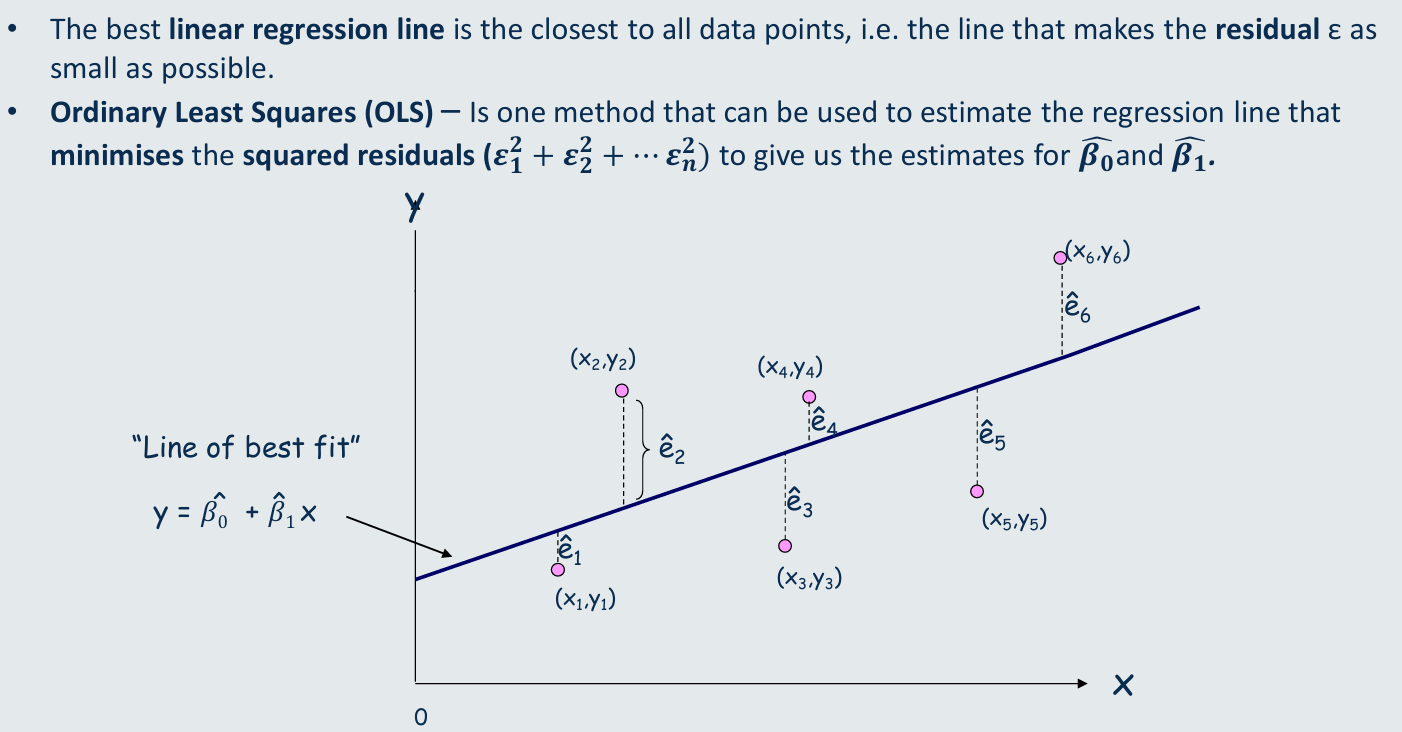 • The best linear regression line is the closest to all data points, i.e. the line that makes the residual ε as
small as possible.
• Ordinary Least Squares (OLS) – Is one method that can be used to estimate the regression line that
minimises the squared residuals (ε₁² + ε₂² + ⋯ εₙ²) to give us the estimates for β̂₀and β̂₁.
Y
(x₆,y₆)
ê₆
(x₂,y₂)
(x₄,y₄)
ê₄
ê₅
"Line of best fit"
ê₂
ê₃
y = β̂₀ + β̂₁x
(x₅,y₅)
ê₁
(x₃,y₃)
(x₁,y₁)
X
0